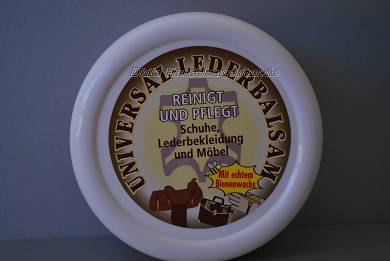 UNIVERSAL LEDERBALSAM
REINIGT
UND PFLEGT
Schuhe,
Lederbekleidung
und Möbel
Mit echtem
Bienenwachs